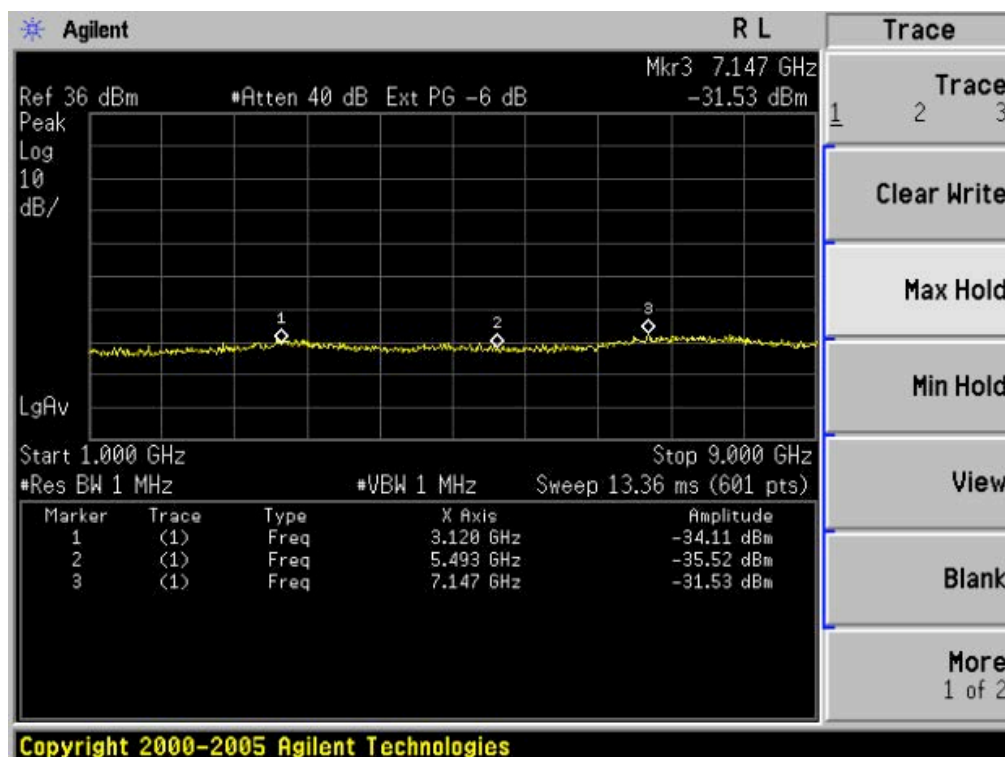 Agilent R L
Mkr3 7.147 GHz
Ref 36 dBm #Atten 40 dB Ext PG -6 dB -31.53 dBm
Peak
Log
10
dB/
1 2 3
LgAv
Start 1.000 GHz Stop 9.000 GHz
#Res BW 1 MHz #VBW 1 MHz Sweep 13.36 ms (601 pts)
Marker Trace Type X Axis Amplitude
1 (1) Freq 3.120 GHz -34.11 dBm
2 (1) Freq 5.493 GHz -35.52 dBm
3 (1) Freq 7.147 GHz -31.53 dBm
Copyright 2000-2005 Agilent Technologies
Trace
Trace
1 2 3
Clear Write
Max Hold
Min Hold
View
Blank
More
1 of 2